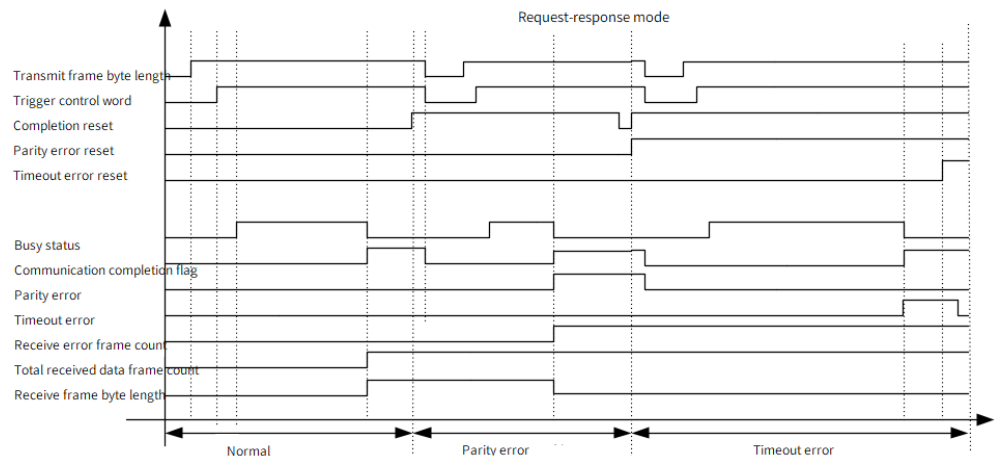 Request-response mode
Transmit frame byte length
Trigger control word
Completion reset
Parity error reset
Timeout error reset
Busy status
Communication completion flag
Parity error
Timeout error
Receive error frame count
Total received data frame count
Receive frame byte length
Normal
Parity error
Timeout error